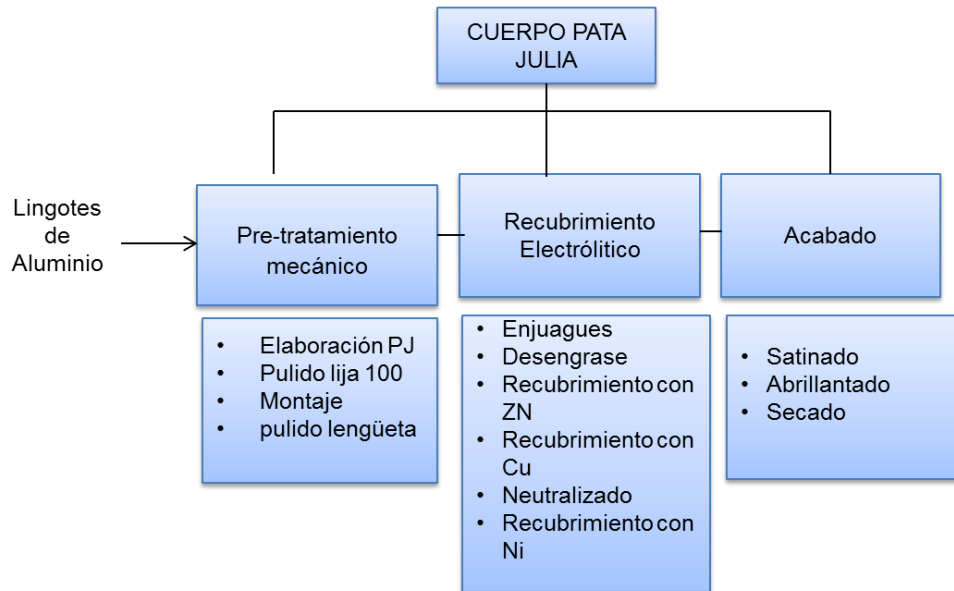 CUERPO PATA
JULIA
Lingotes
de
Aluminio
Pre-tratamiento
mecánico
Recubrimiento
Electrólitico
Acabado
• Elaboración PJ
• Pulido lija 100
• Montaje
• pulido lengüeta
• Enjuagues
• Desengrase
• Recubrimiento con
ZN
• Recubrimiento con
Cu
• Neutralizado
• Recubrimiento con
Ni
• Satinado
• Abrillantado
• Secado